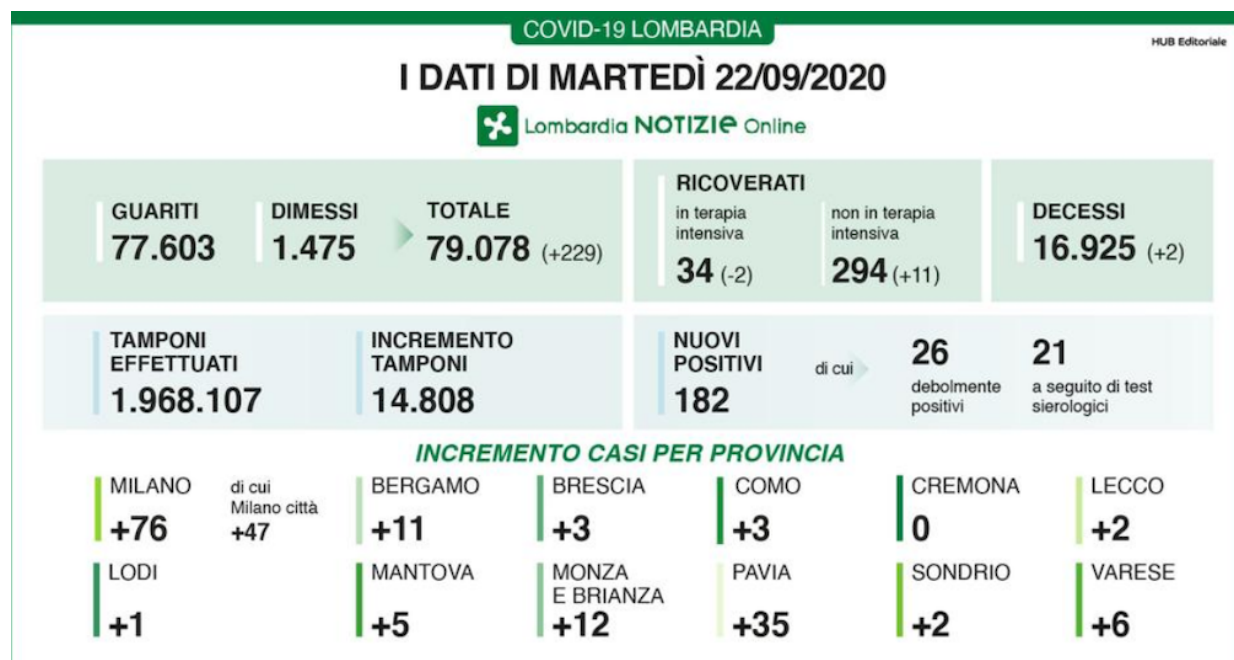 COVID-19 LOMBARDIA
HUB Editoriale
I DATI DI MARTEDÌ 22/09/2020
Lombardia NOTIZIE Online
GUARITI
77.603
DIMESSI
1.475
TOTALE
79.078 (+229)
RICOVERATI
in terapia
intensiva
34 (-2)
non in terapia
intensiva
294 (+11)
DECESSI
16.925 (+2)
TAMPONI
EFFETTUATI
1.968.107
INCREMENTO
TAMPONI
14.808
NUOVI
POSITIVI
182
di cui
26
debolmente
positivi
21
a seguito di test
sierologici
INCREMENTO CASI PER PROVINCIA
MILANO
+76
di cui
Milano città
+47
BERGAMO
+11
BRESCIA
+3
COMO
+3
CREMONA
0
LECCO
+2
LODI
+1
MANTOVA
+5
MONZA
E BRIANZA
+12
PAVIA
+35
SONDRIO
+2
VARESE
+6